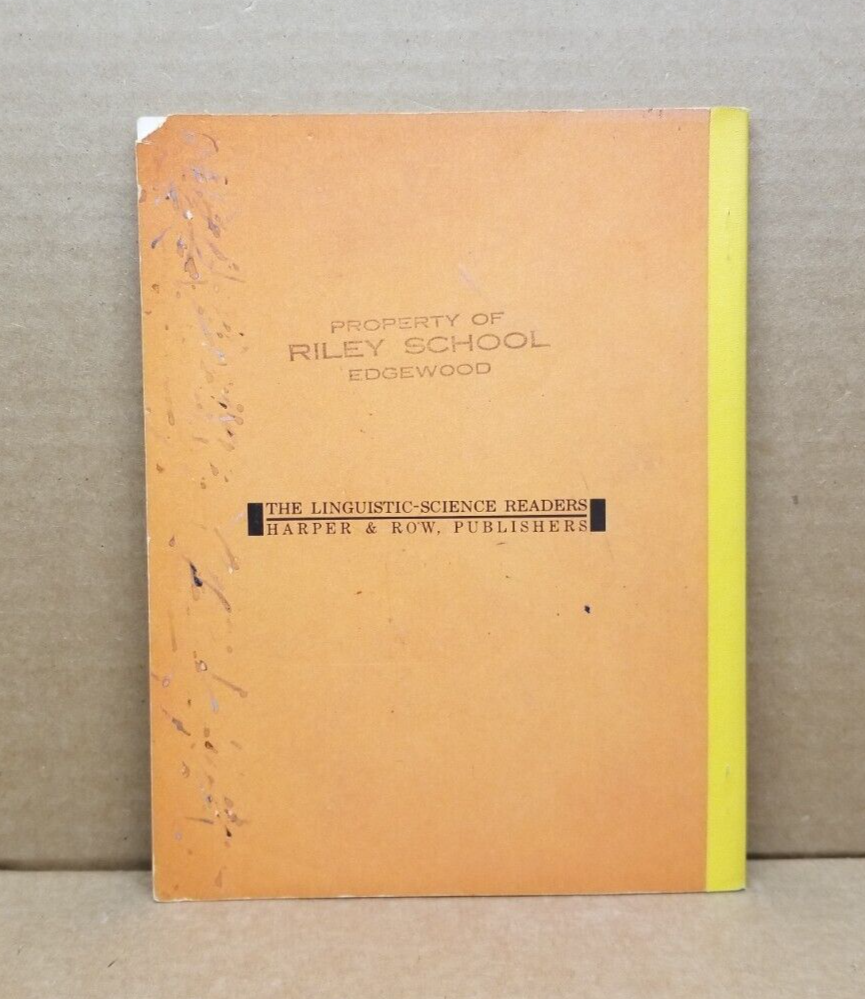 PROPERTY OF
RILEY SCHOOL
EDGEWOOD
THE LINGUISTIC-SCIENCE READERS
HARPER & ROW, PUBLISHERS